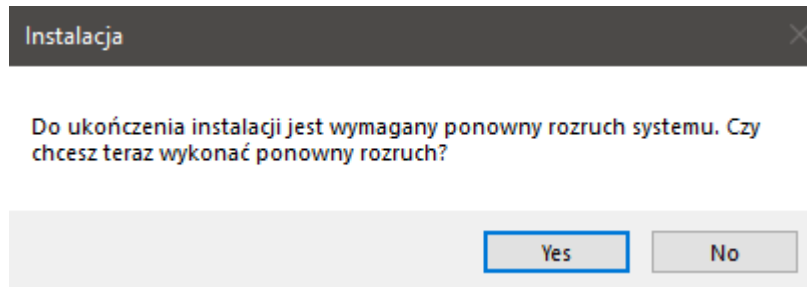 Instalacja
Do ukończenia instalacji jest wymagany ponowny rozruch systemu. Czy
chcesz teraz wykonać ponowny rozruch?
Yes
No